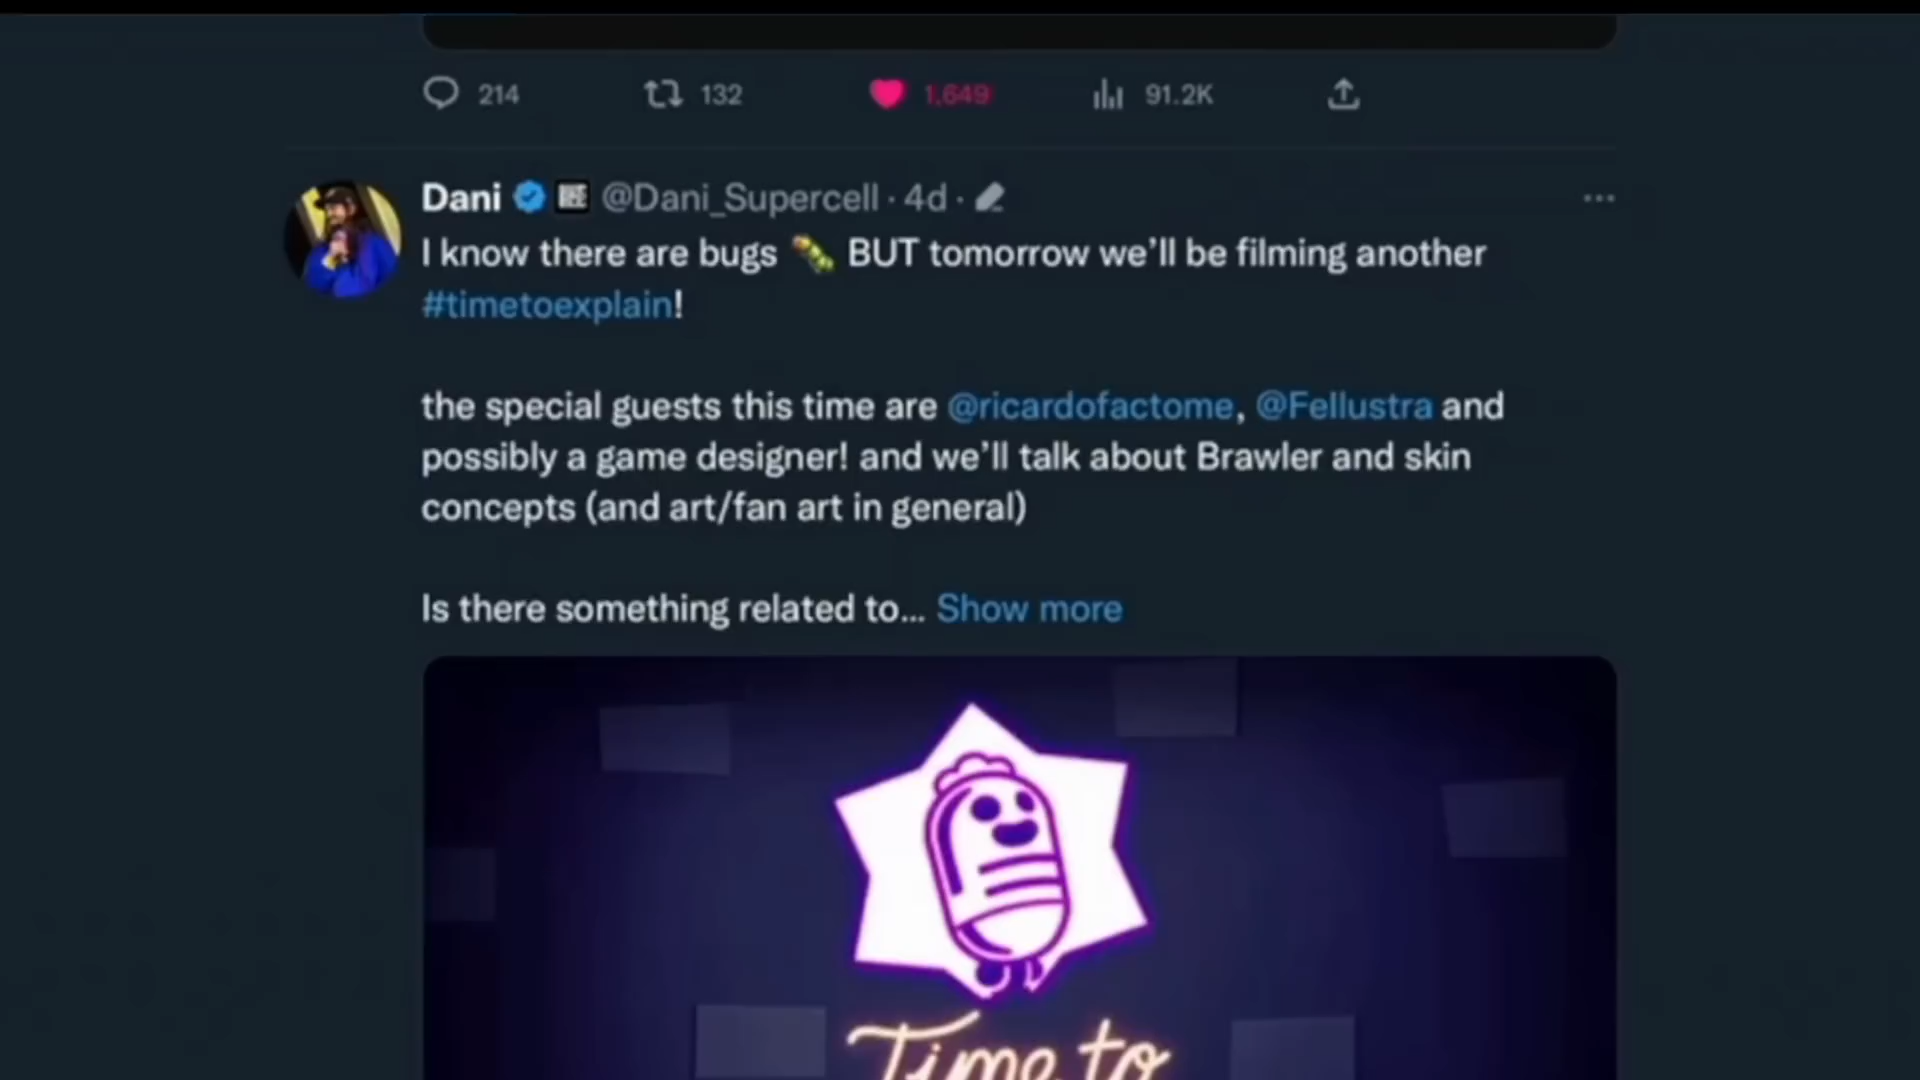 214 132 1,649 91.2K
Dani @Dani_Supercell · 4d ·
I know there are bugs 🐛 BUT tomorrow we’ll be filming another
#timetoexplain!
the special guests this time are @ricardofactome, @Fellustra and
possibly a game designer! and we’ll talk about Brawler and skin
concepts (and art/fan art in general)
Is there something related to... Show more
Time to